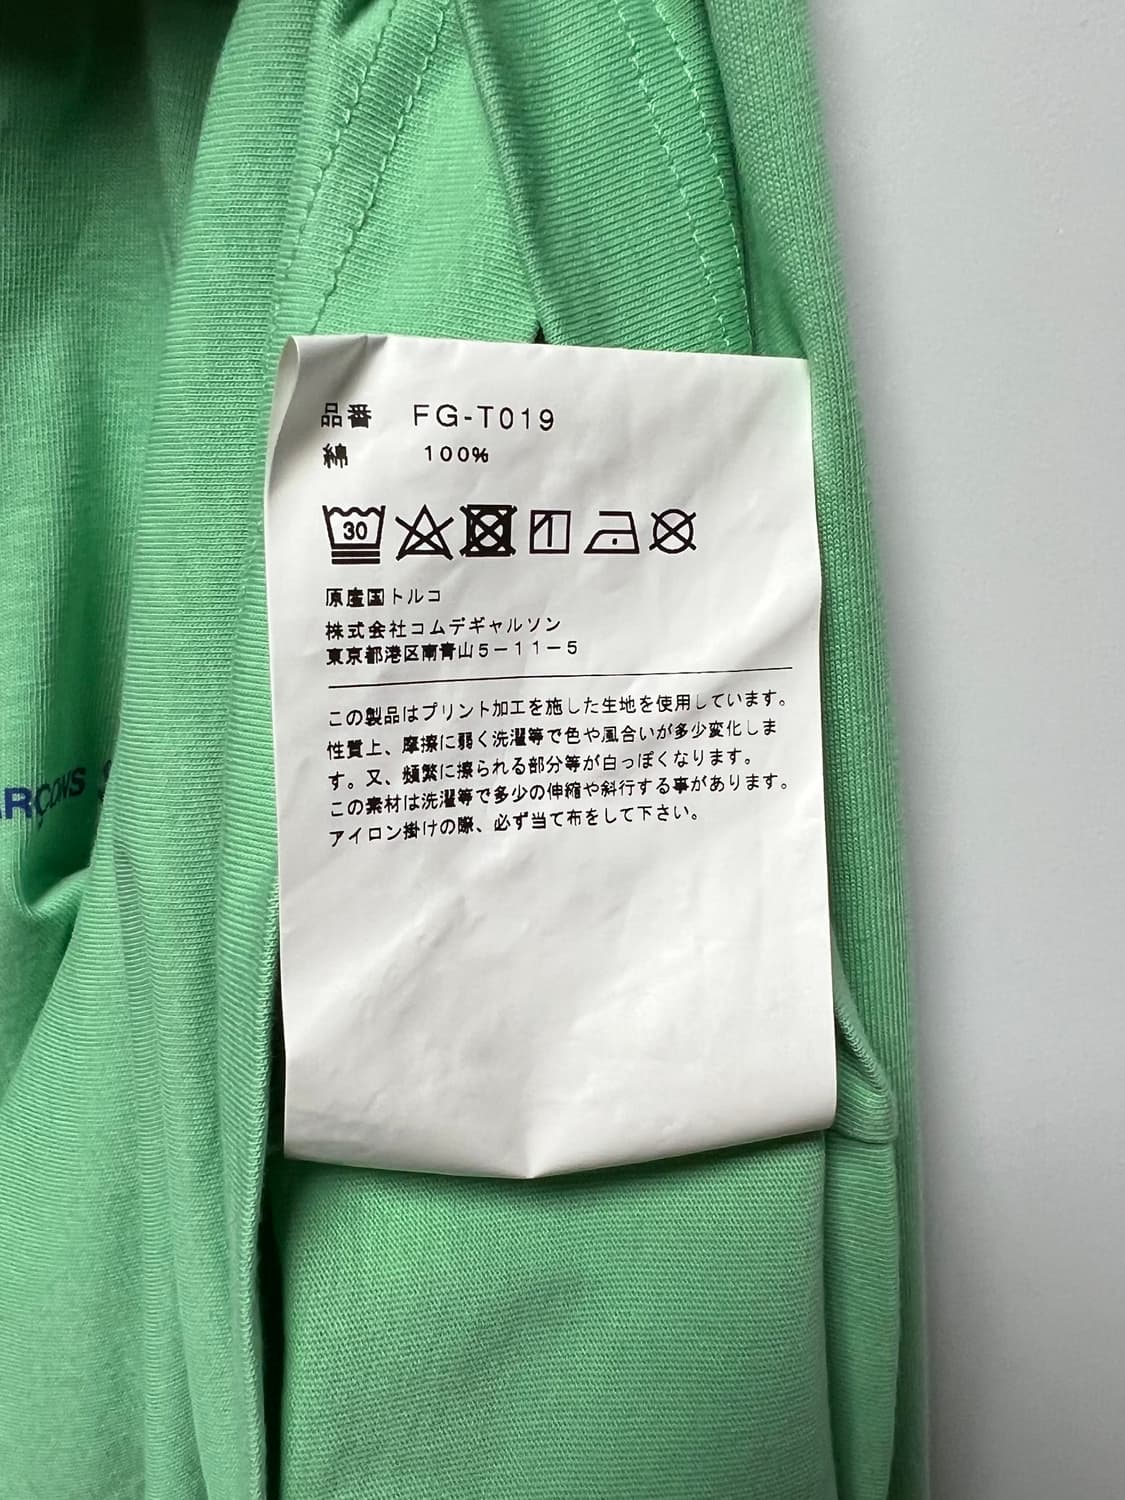 品番 FG-T019
綿 100%
30
原産国トルコ
株式会社コムデギャルソン
東京都港区南青山5-11-5
この製品はプリント加工を施した生地を使用しています。
性質上、摩擦に弱く洗濯等で色や風合いが多少変化しま
す。又、頻繁に擦られる部分等が白っぽくなります。
この素材は洗濯等で多少の伸縮や斜行する事があります。
アイロン掛けの際、必ず当て布をして下さい。
ARÇONS